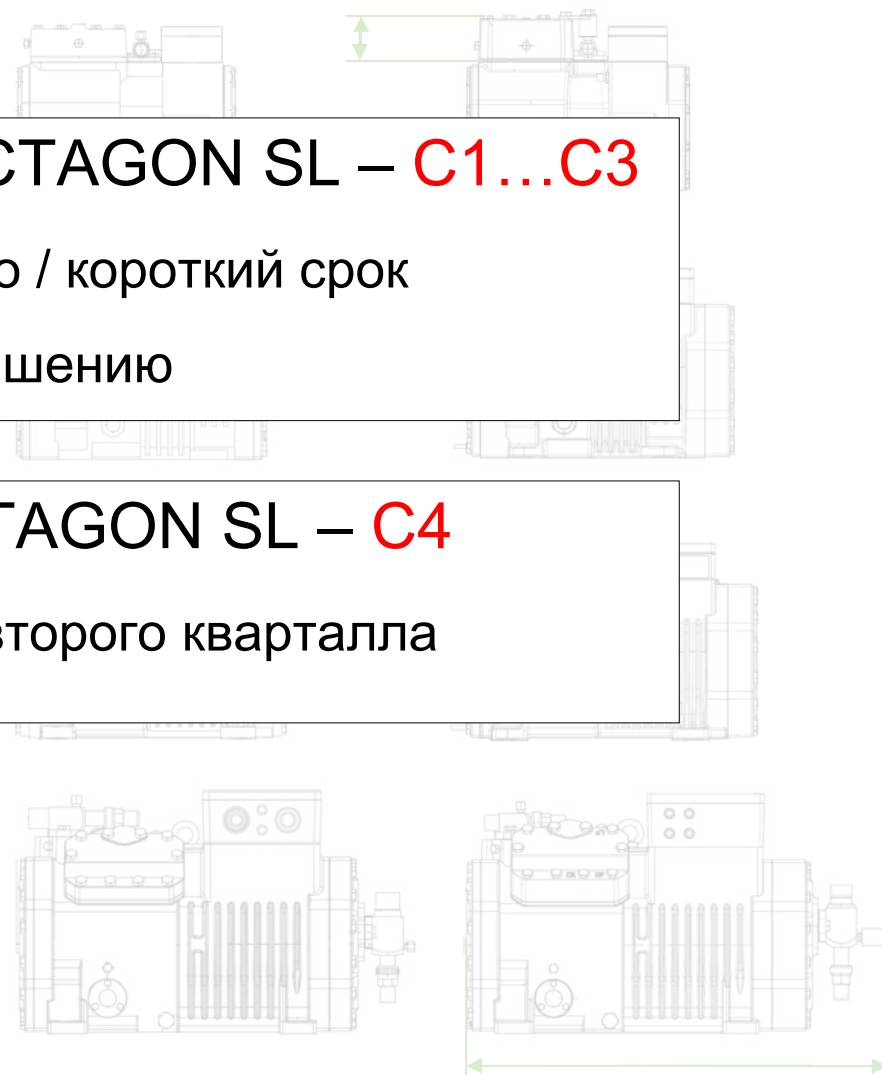 CTAGON SL – C1…C3
о / короткий срок
шению
TAGON SL – C4
второго кварталла